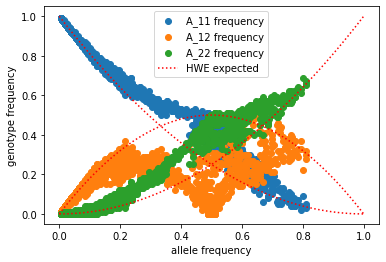 A_11 frequency
A_12 frequency
A_22 frequency
HWE expected
genotype frequency
1.0
0.8
0.6
0.4
0.2
0.0
0.0 0.2 0.4 0.6 0.8 1.0
allele frequency